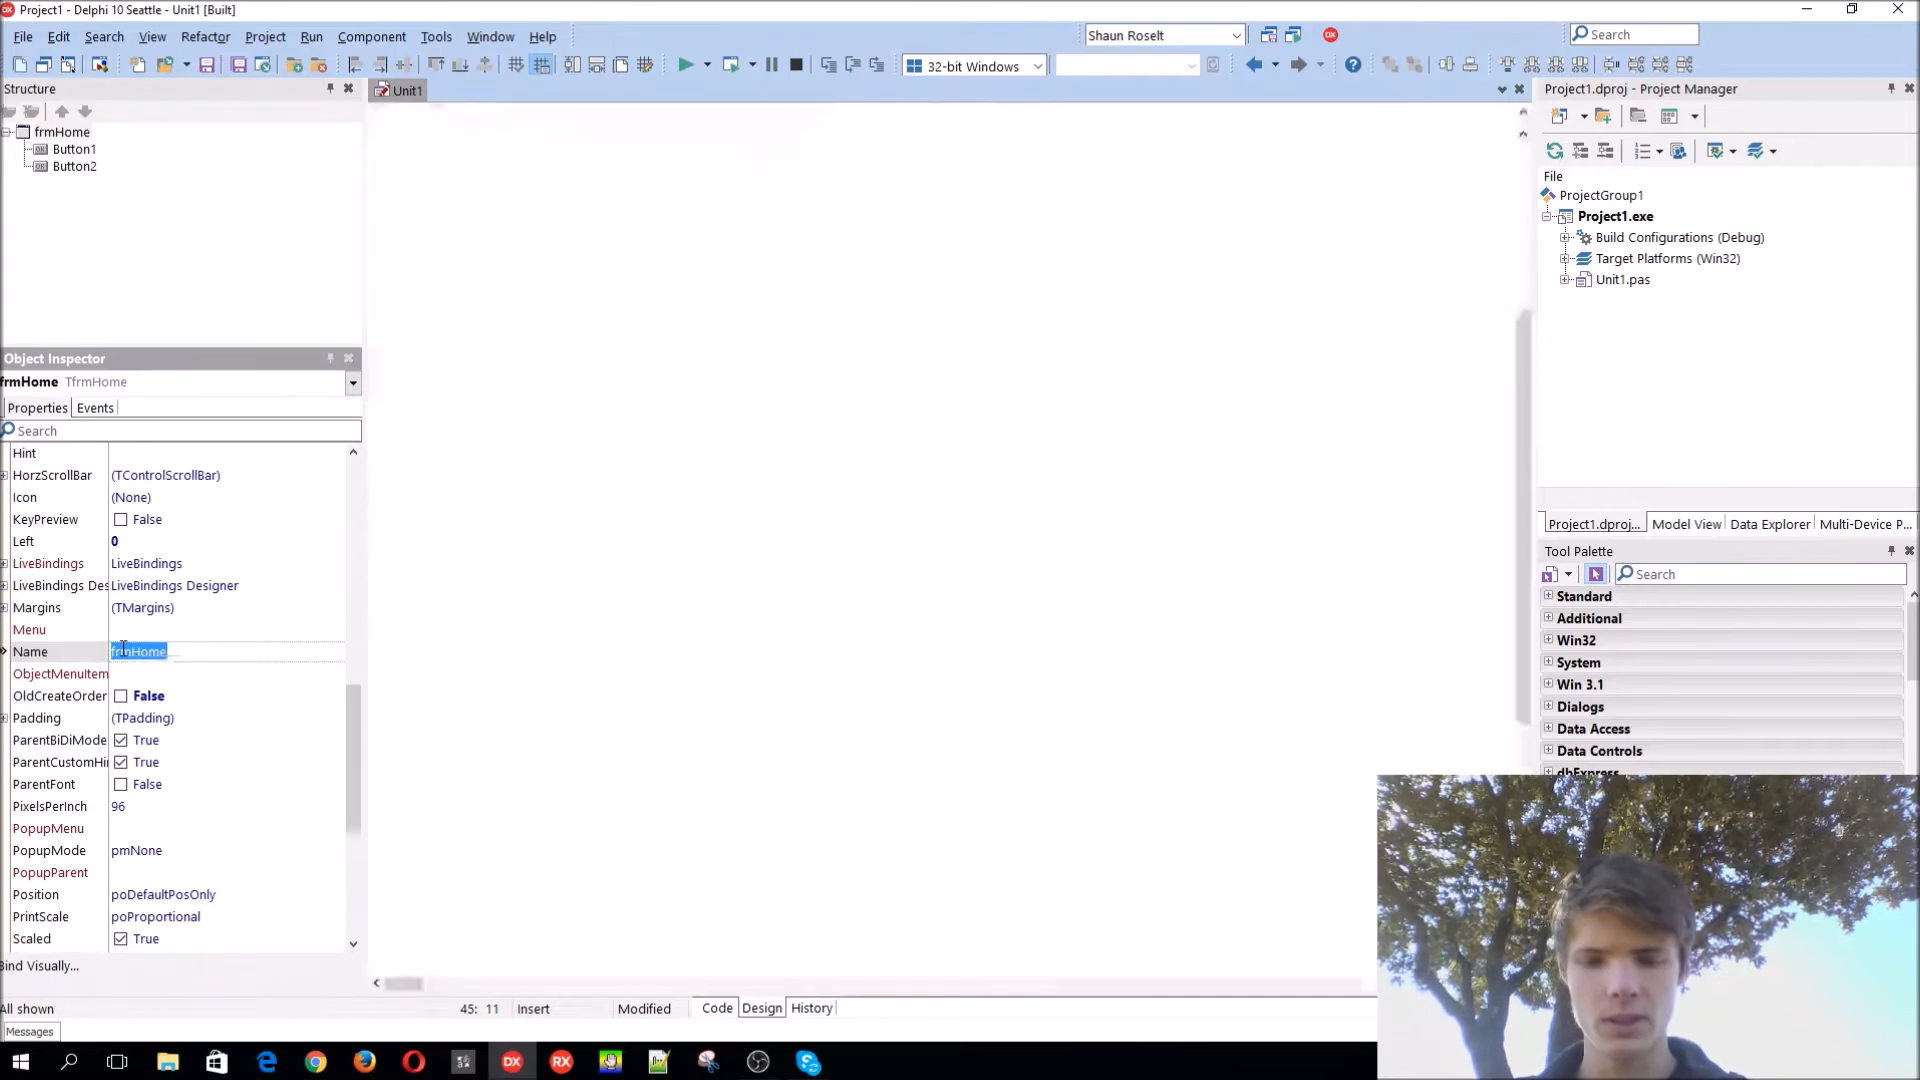 Project1 - Delphi 10 Seattle - Unit1 [Built]
File Edit Search View Refactor Project Run Component Tools Window Help
Shaun Roselt
Search
32-bit Windows
Structure
frmHome
Button1
Button2
Unit1
Object Inspector
frmHome TfrmHome
Properties Events
Search
Hint
HorzScrollBar (TControlScrollBar)
Icon (None)
KeyPreview False
Left 0
LiveBindings LiveBindings
LiveBindings Des LiveBindings Designer
Margins (TMargins)
Menu
Name frmHome
ObjectMenuItem
OldCreateOrder False
Padding (TPadding)
ParentBiDiMode True
ParentCustomHi True
ParentFont False
PixelsPerInch 96
PopupMenu
PopupMode pmNone
PopupParent
Position poDefaultPosOnly
PrintScale poProportional
Scaled True
Bind Visually...
All shown
45: 11 Insert Modified Code Design History
Messages
Project1.dproj - Project Manager
File
ProjectGroup1
Project1.exe
Build Configurations (Debug)
Target Platforms (Win32)
Unit1.pas
Project1.dproj... Model View Data Explorer Multi-Device P...
Tool Palette
Search
Standard
Additional
Win32
System
Win 3.1
Dialogs
Data Access
Data Controls
dbExpress
DX
RX